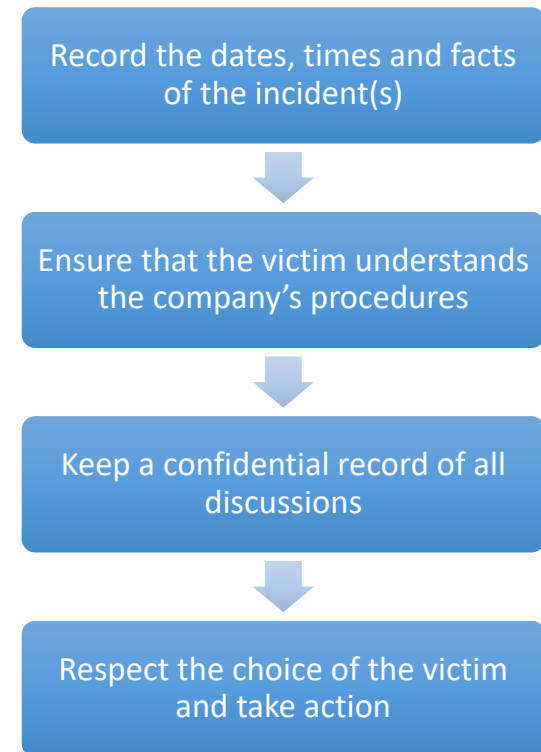 Record the dates, times and facts
of the incident(s)
Ensure that the victim understands
the company’s procedures
Keep a confidential record of all
discussions
Respect the choice of the victim
and take action